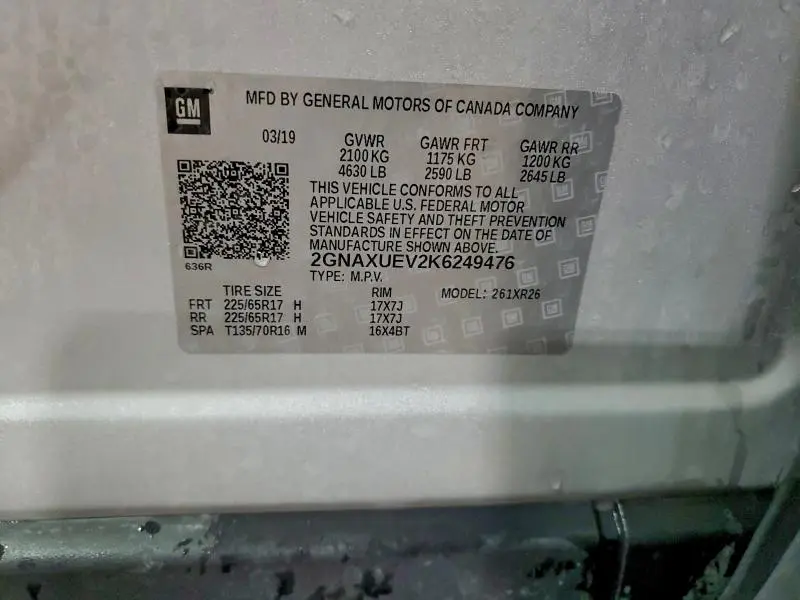 GM
MFD BY GENERAL MOTORS OF CANADA COMPANY
03/19 GVWR GAWR FRT GAWR RR
2100 KG 1175 KG 1200 KG
4630 LB 2590 LB 2645 LB
THIS VEHICLE CONFORMS TO ALL
APPLICABLE U.S. FEDERAL MOTOR
VEHICLE SAFETY AND THEFT PREVENTION
STANDARDS IN EFFECT ON THE DATE OF
MANUFACTURE SHOWN ABOVE.
636R
2GNAXUEV2K6249476
TYPE: M.P.V.
TIRE SIZE RIM MODEL: 261XR26
FRT 225/65R17 H 17X7J
RR 225/65R17 H 17X7J
SPA T135/70R16 M 16X4BT